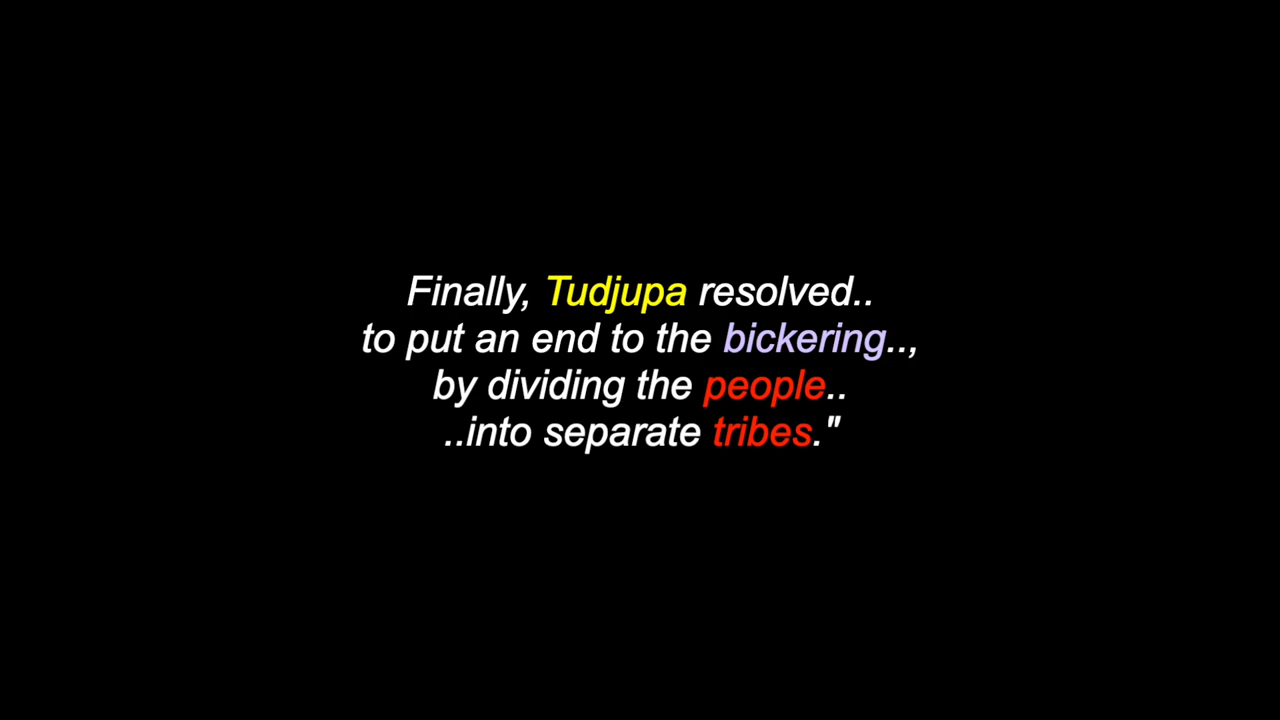 Finally, Tudjupa resolved..
to put an end to the bickering..,
by dividing the people..
..into separate tribes."